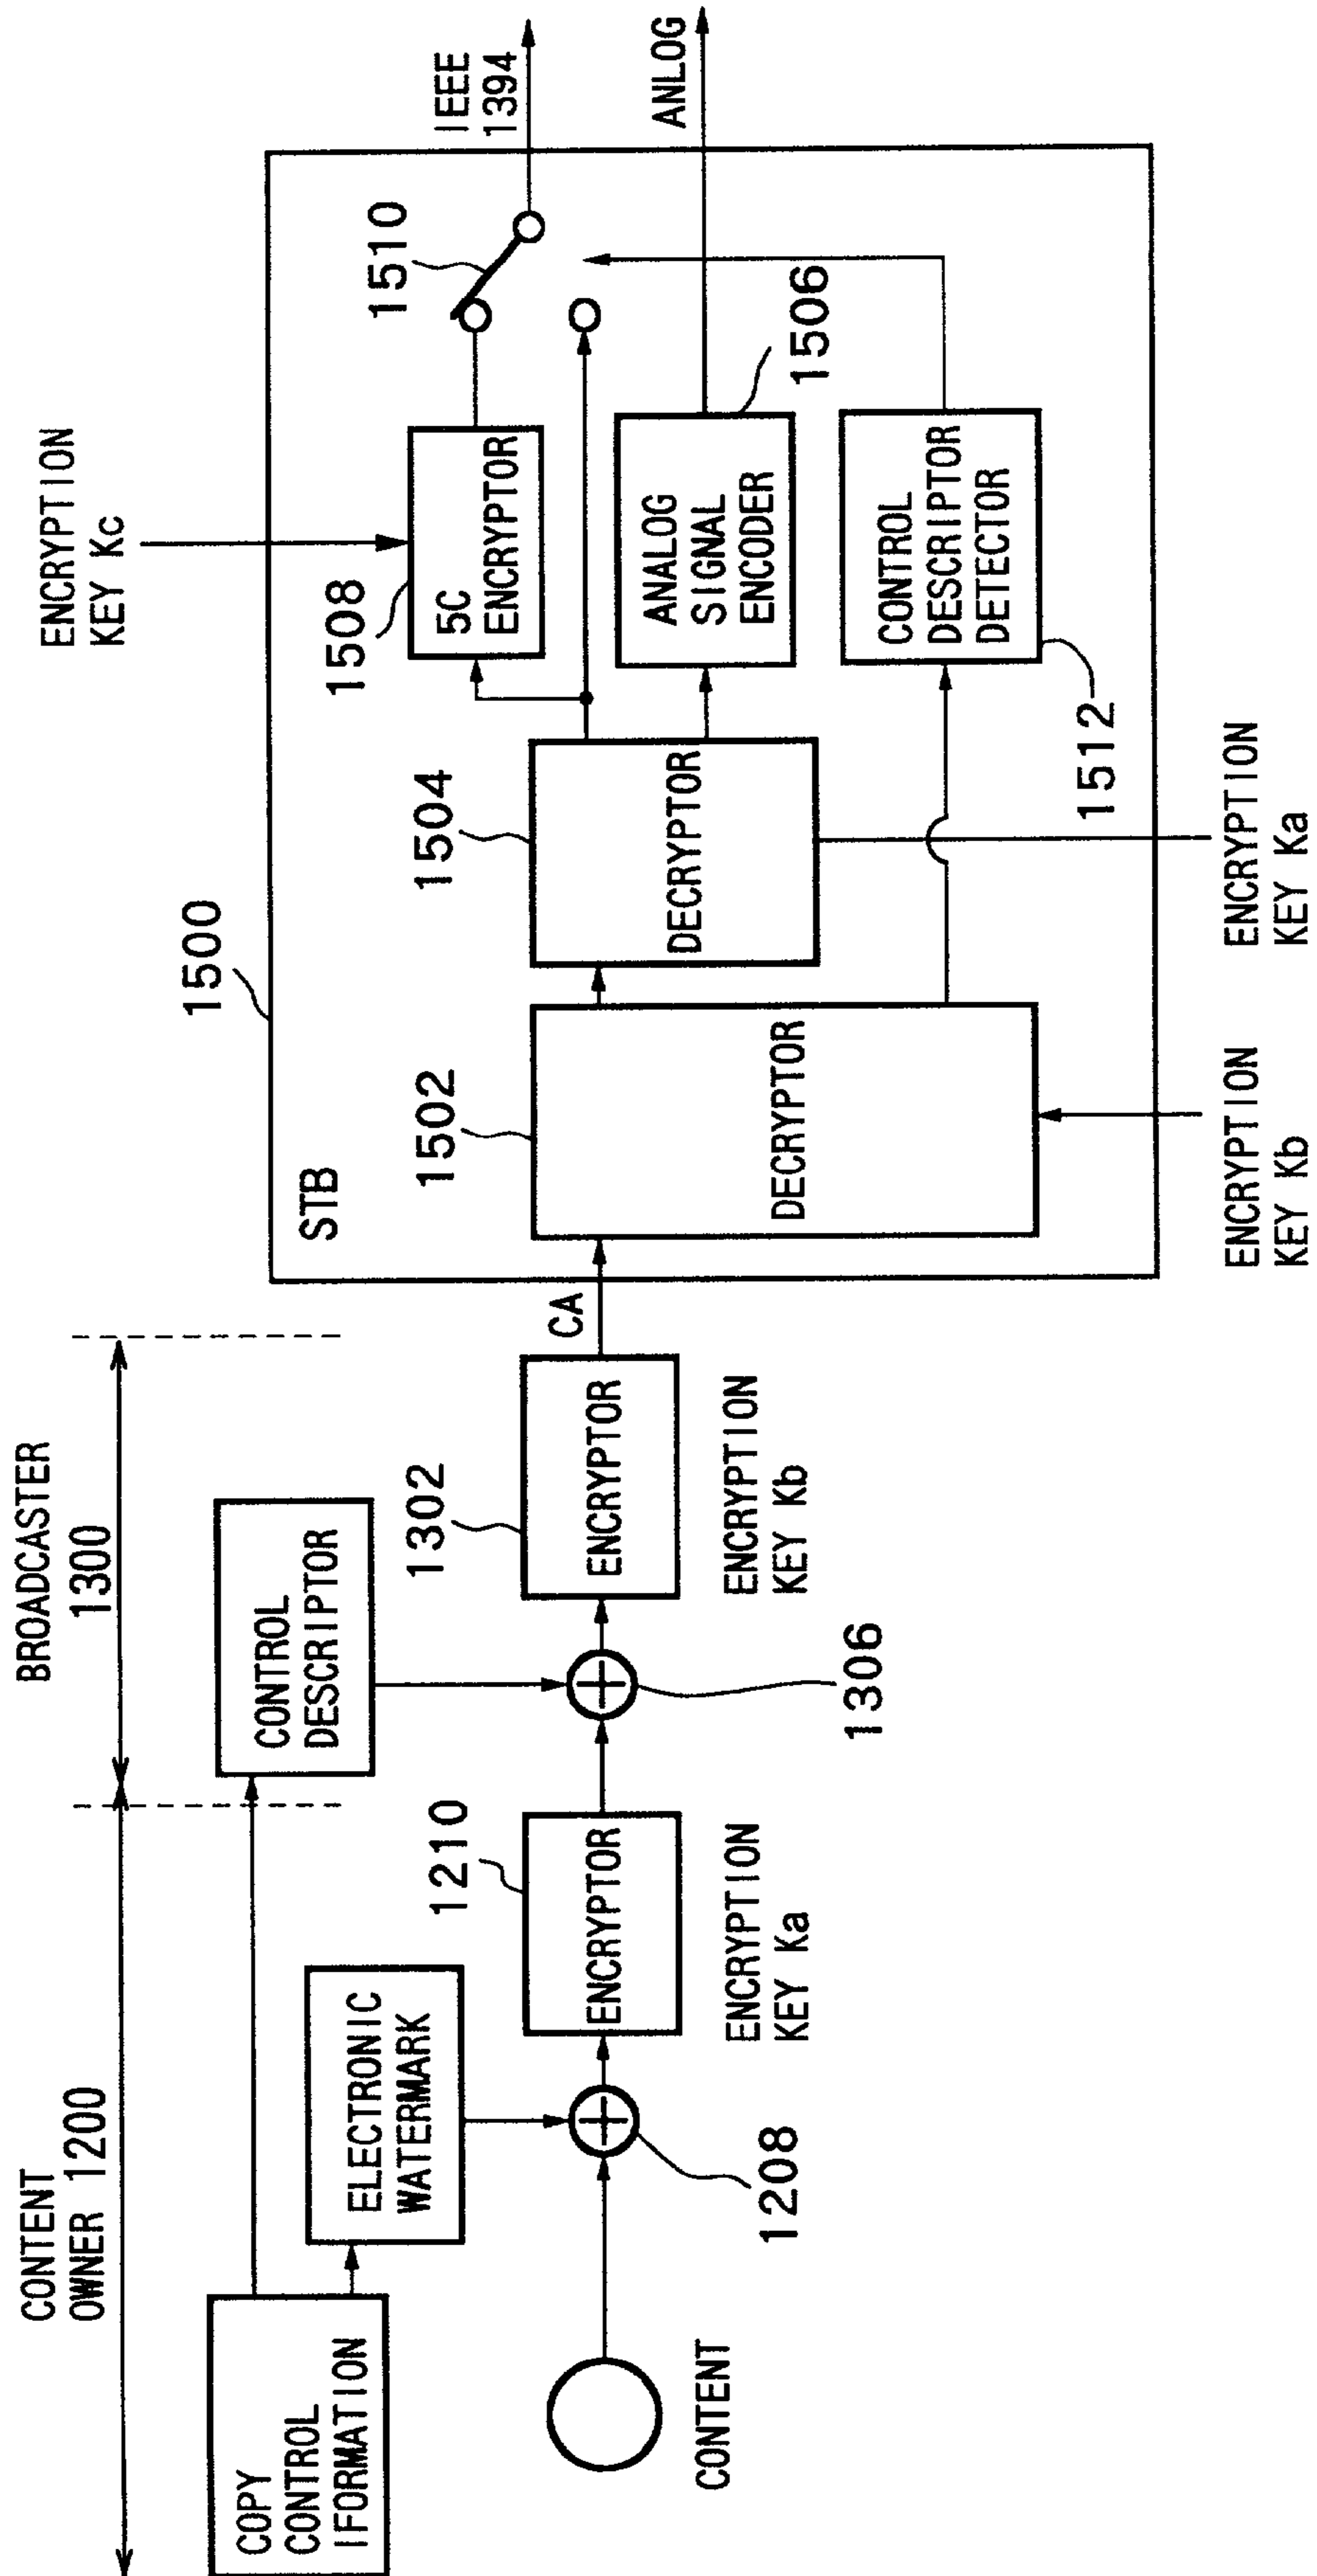 CONTENT
OWNER 1200
BROADCASTER
1300
COPY
CONTROL
IFORMATION
ELECTRONIC
WATERMARK
CONTROL
DESCRIPTOR
CONTENT
1208
1210
ENCRYPTOR
ENCRYPTION
KEY Ka
1306
1302
ENCRYPTOR
ENCRYPTION
KEY Kb
CA
STB
1500
1502
DECRYPTOR
ENCRYPTION
KEY Kb
1504
DECRYPTOR
ENCRYPTION
KEY Ka
ENCRYPTION
KEY Kc
1508
5C
ENCRYPTOR
1510
ANALOG
SIGNAL
ENCODER
1506
CONTROL
DESCRIPTOR
DETECTOR
1512
IEEE
1394
ANLOG